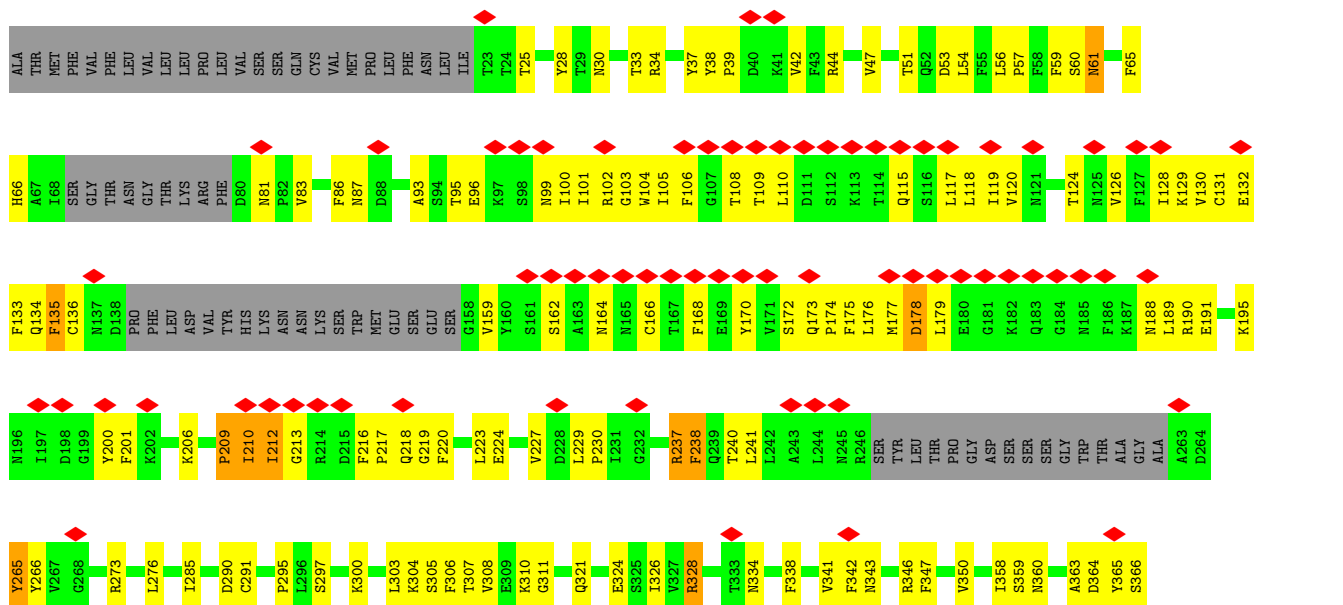 ALA THR MET PHE VAL PHE LEU VAL LEU LEU PRO LEU VAL SER SER GLN CYS VAL MET PRO LEU PHE ASN LEU ILE T23 T24 T25 Y28 T29 N30 T33 R34 Y37 Y38 P39 D40 K41 V42 F43 R44 V47 T51 Q52 D53 L54 F55 L56 P57 F58 F59 S60 N61 F65
H66 A67 I68 SER GLY THR ASN GLY THR LYS ARG PHE D80 N81 P82 V83 F86 N87 D88 A93 S94 T95 E96 K97 S98 N99 I100 I101 R102 G103 W104 I105 F106 G107 T108 T109 L110 D111 S112 K113 T114 Q115 S116 L117 L118 I119 V120 N121 T124 N125 V126 F127 I128 K129 V130 C131 E132
F133 Q134 F135 C136 N137 D138 PRO PHE LEU ASP VAL TYR HIS LYS ASN ASN LYS SER TRP MET GLU SER GLU SER G158 V159 Y160 S161 S162 A163 N164 N165 C166 T167 F168 E169 Y170 V171 S172 Q173 P174 F175 L176 M177 D178 L179 E180 G181 K182 Q183 G184 N185 F186 K187 N188 L189 R190 E191 K195
N196 I197 D198 G199 Y200 F201 K202 K206 P209 I210 I212 G213 R214 D215 F216 P217 Q218 G219 F220 L223 E224 V227 D228 L229 P230 I231 G232 R237 F238 Q239 T240 L241 L242 A243 L244 N245 R246 SER TYR LEU THR PRO GLY ASP SER SER SER GLY TRP THR ALA GLY ALA A263 D264
Y265 Y266 V267 G268 R273 L276 I285 D290 C291 P295 L296 S297 K300 L303 K304 S305 F306 T307 V308 E309 K310 G311 Q321 E324 S325 I326 V327 R328 T333 N334 F338 V341 F342 N343 R346 F347 V350 I358 S359 N360 A363 D364 Y365 S366